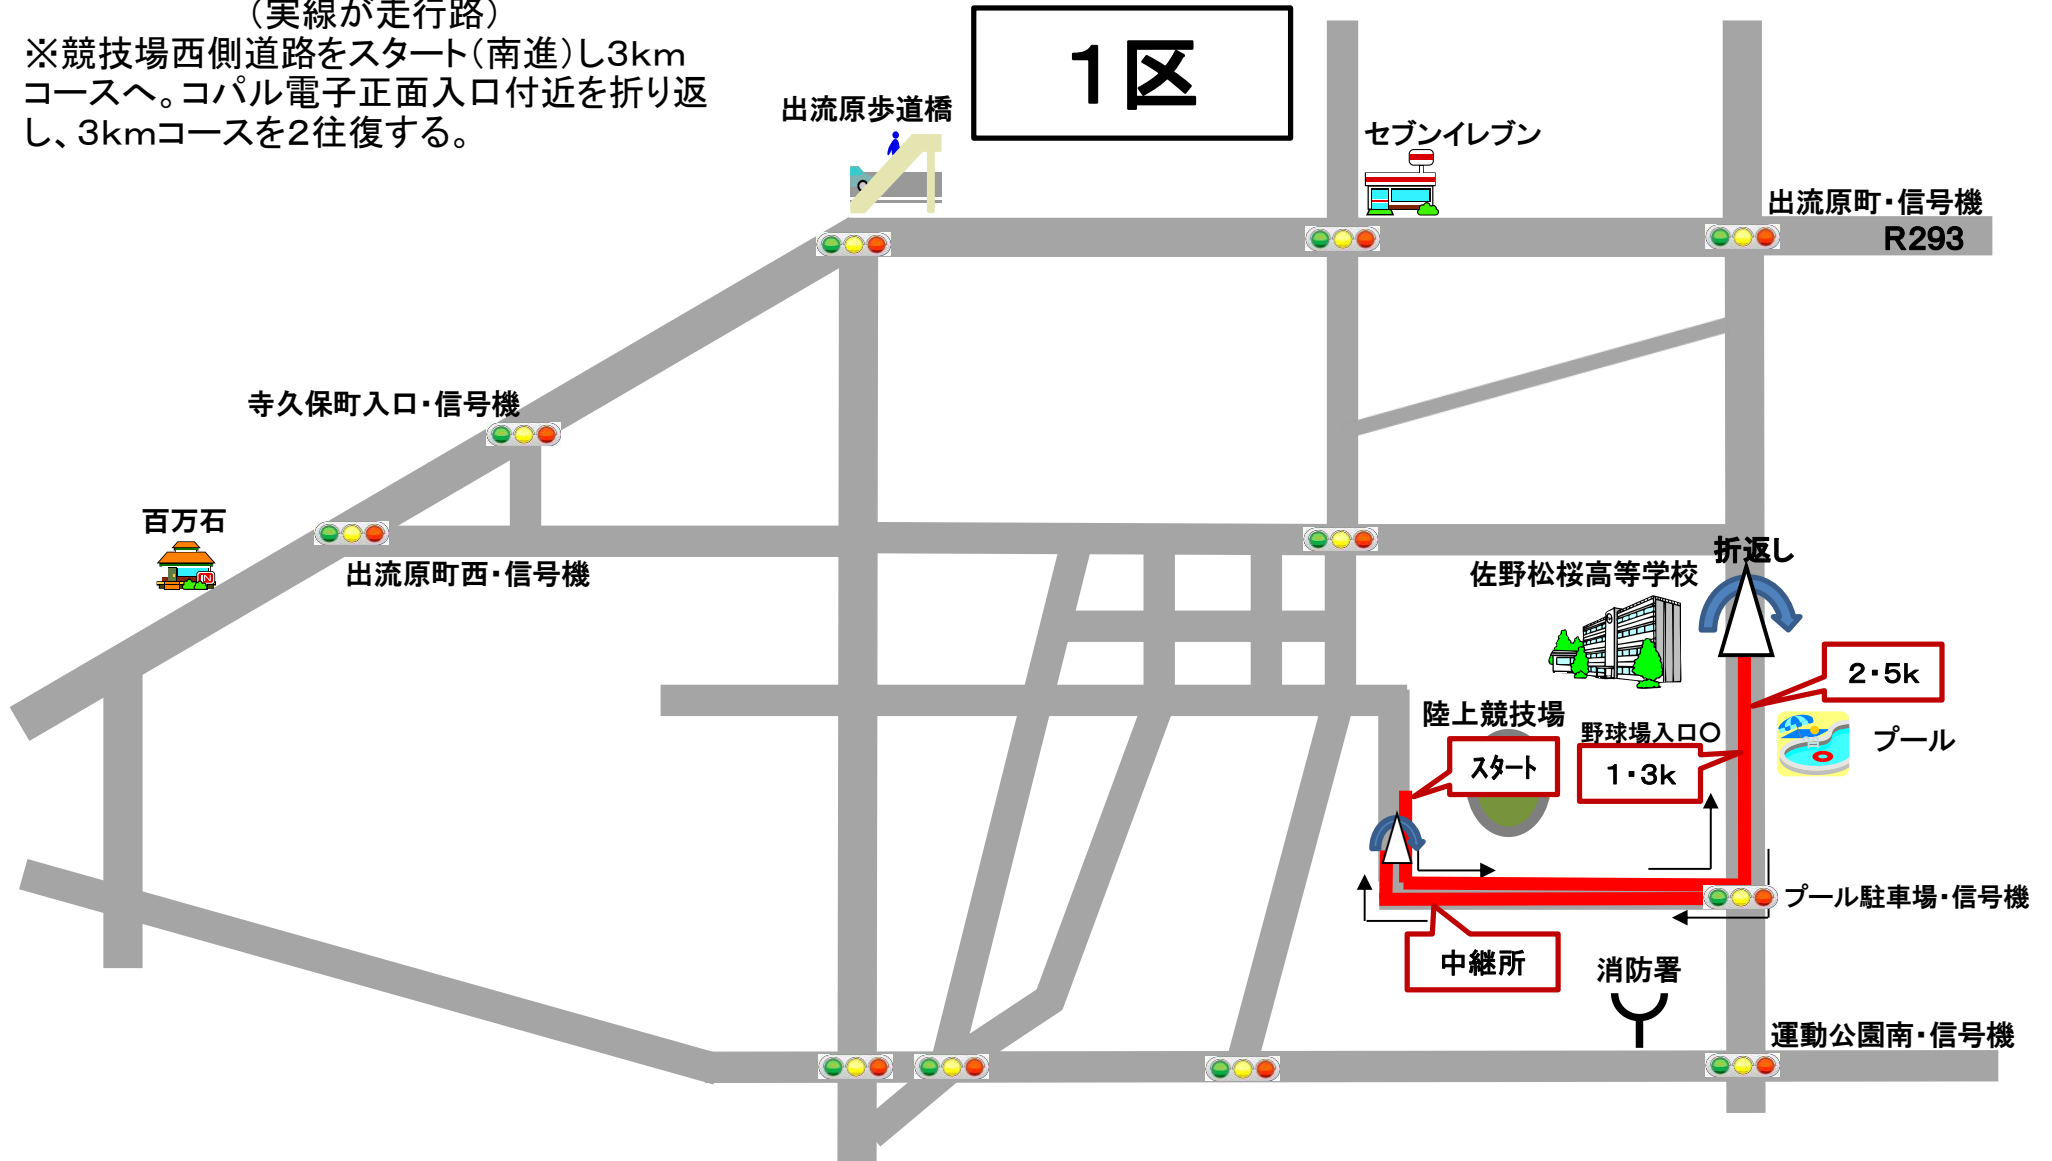 （実線が走行路）
※競技場西側道路をスタート（南進）し3km
コースへ。コパル電子正面入口付近を折り返
し、3kmコースを2往復する。
1区
出流原歩道橋
セブンイレブン
出流原町・信号機
R293
寺久保町入口・信号機
百万石
出流原町西・信号機
折返し
佐野松桜高等学校
2・5k
陸上競技場
野球場入口○
プール
スタート
1・3k
プール駐車場・信号機
中継所
消防署
運動公園南・信号機